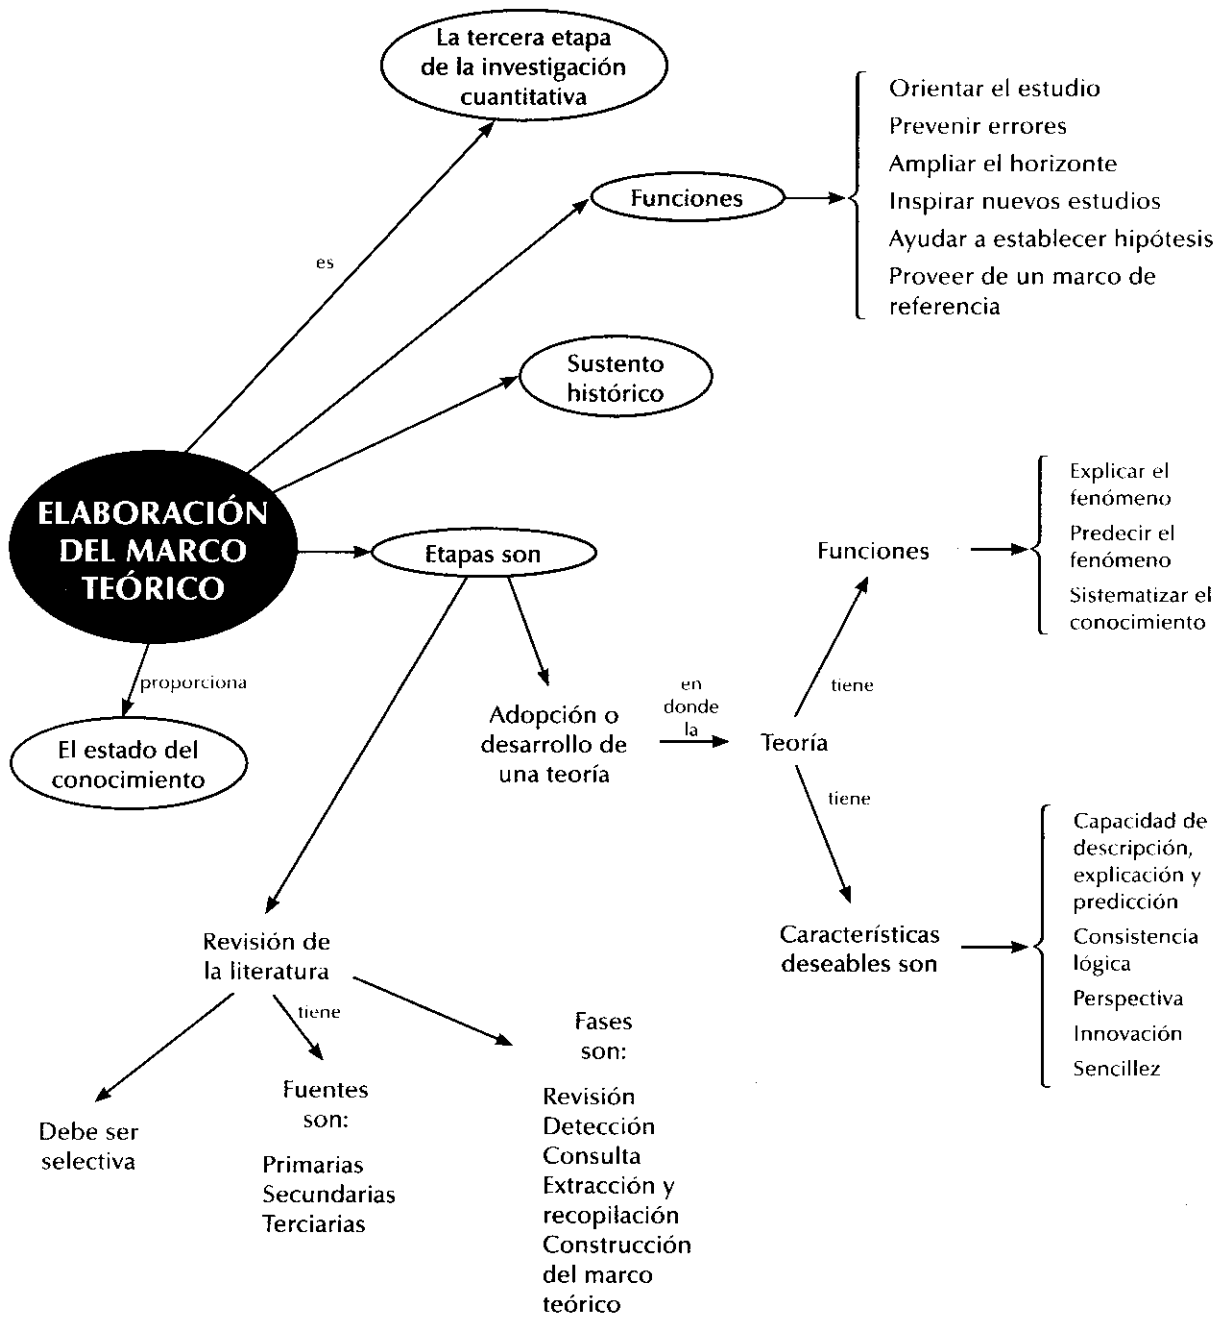 La tercera etapa
de la investigación
cuantitativa
Orientar el estudio
Prevenir errores
Ampliar el horizonte
Funciones
Inspirar nuevos estudios
Ayudar a establecer hipótesis
Proveer de un marco de
referencia
es
Sustento
histórico
ELABORACIÓN
DEL MARCO
TEÓRICO
Etapas son
Funciones
Explicar el
fenómeno
Predecir el
fenómeno
Sistematizar el
conocimiento
proporciona
El estado del
conocimiento
Adopción o
desarrollo de
una teoría
en
donde
la
Teoría
tiene
tiene
Características
deseables son
Capacidad de
descripción,
explicación y
predicción
Consistencia
lógica
Perspectiva
Innovación
Sencillez
Revisión de
la literatura
tiene
Debe ser
selectiva
Fuentes
son:
Primarias
Secundarias
Terciarias
Fases
son:
Revisión
Detección
Consulta
Extracción y
recopilación
Construcción
del marco
teórico